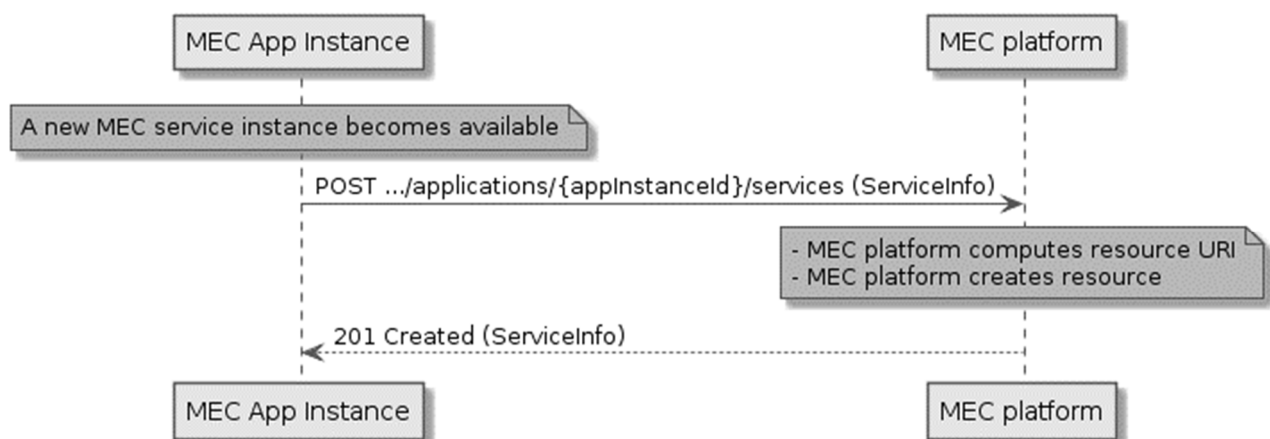 MEC App Instance
MEC platform
A new MEC service instance becomes available
POST .../applications/{appInstanceId}/services (ServiceInfo)
- MEC platform computes resource URI
- MEC platform creates resource
201 Created (ServiceInfo)
MEC App Instance
MEC platform